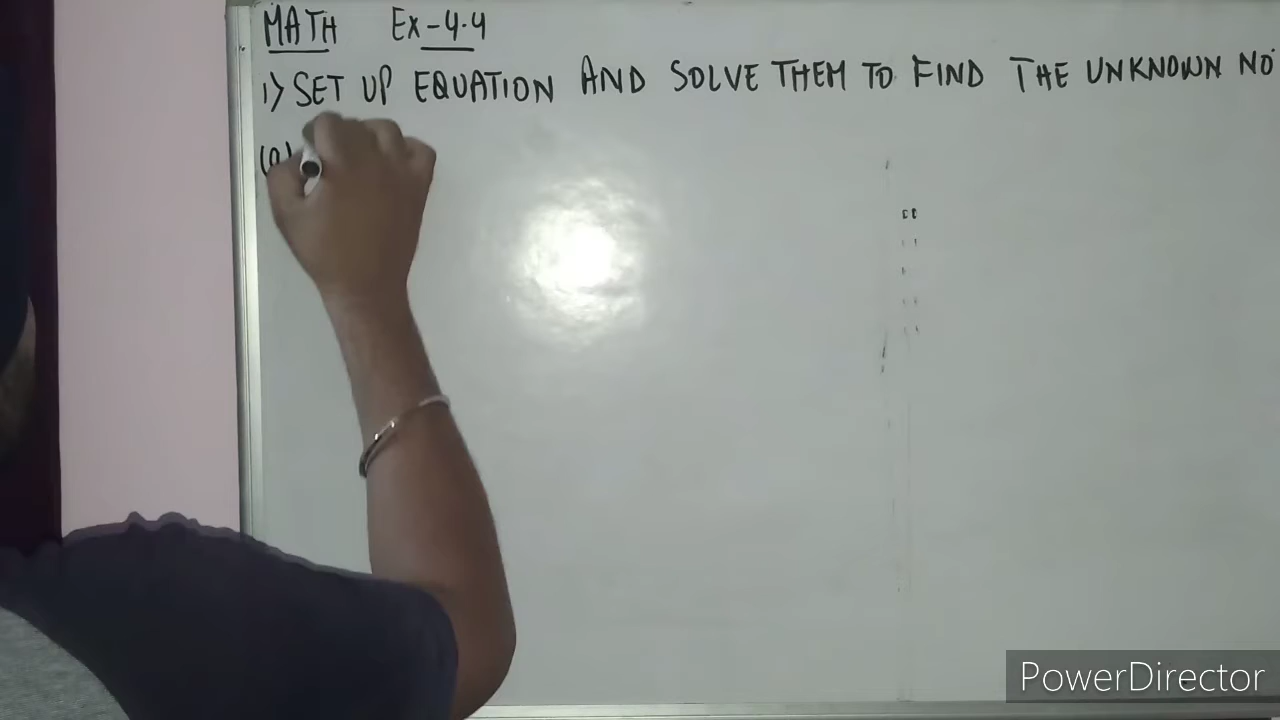 MATH Ex-4.4
1) SET UP EQUATION AND SOLVE THEM TO FIND THE UNKNOWN NO
(a)
PowerDirector